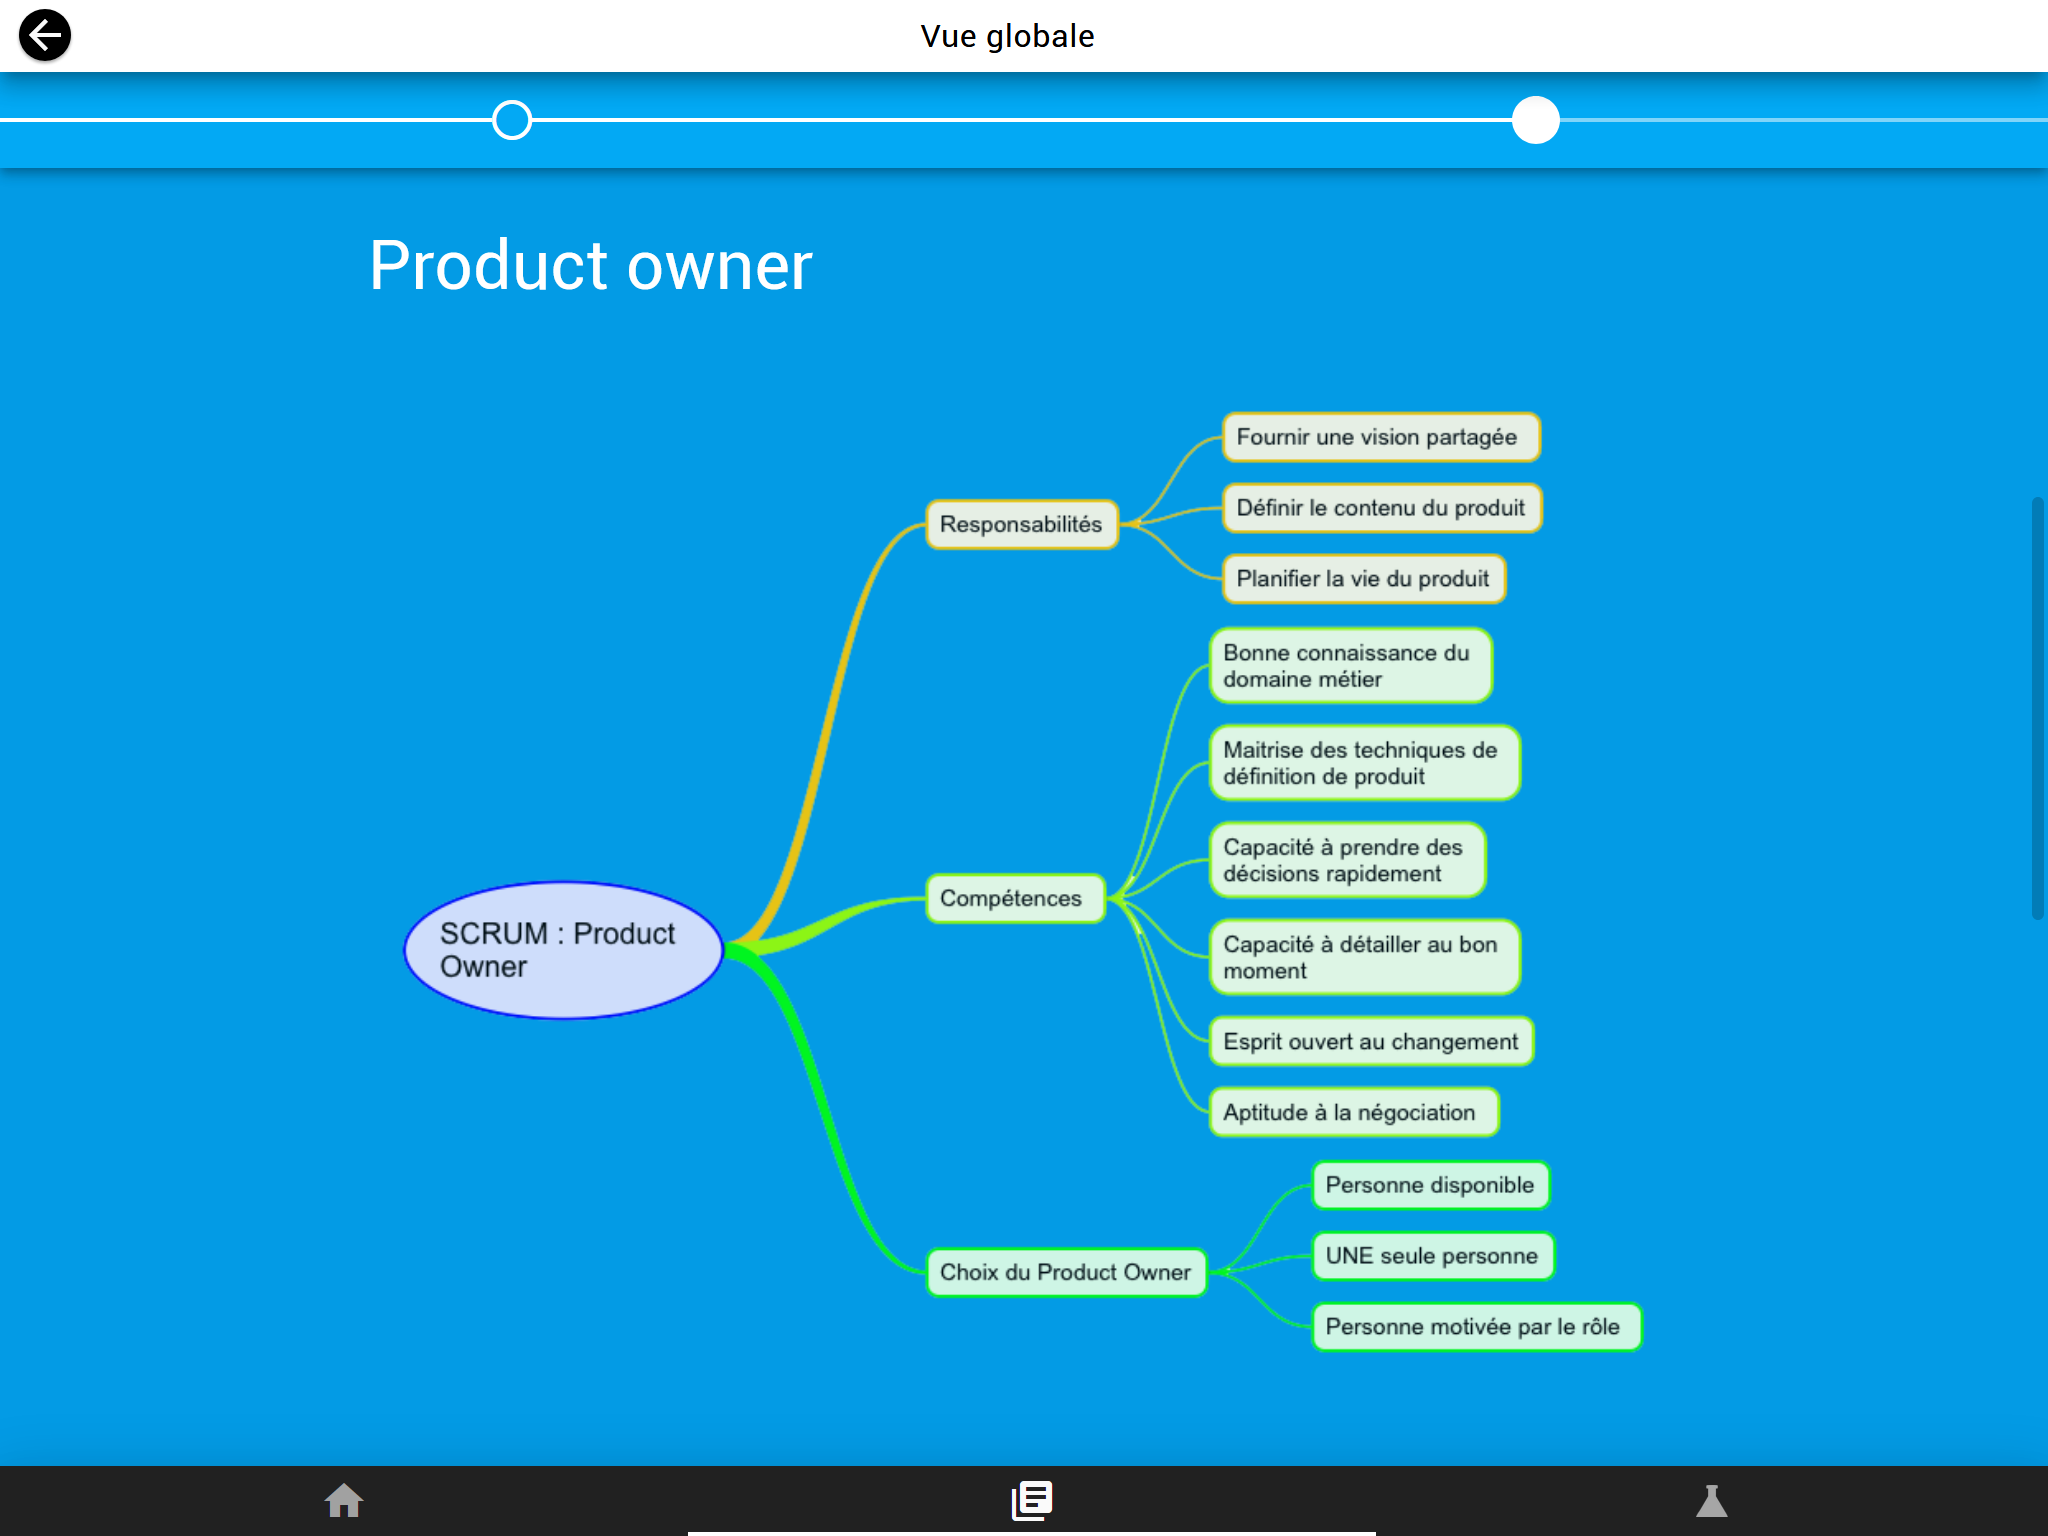 Vue globale
Product owner
SCRUM : Product
Owner
Responsabilités
Fournir une vision partagée
Définir le contenu du produit
Planifier la vie du produit
Compétences
Bonne connaissance du
domaine métier
Maitrise des techniques de
définition de produit
Capacité à prendre des
décisions rapidement
Capacité à détailler au bon
moment
Esprit ouvert au changement
Aptitude à la négociation
Choix du Product Owner
Personne disponible
UNE seule personne
Personne motivée par le rôle